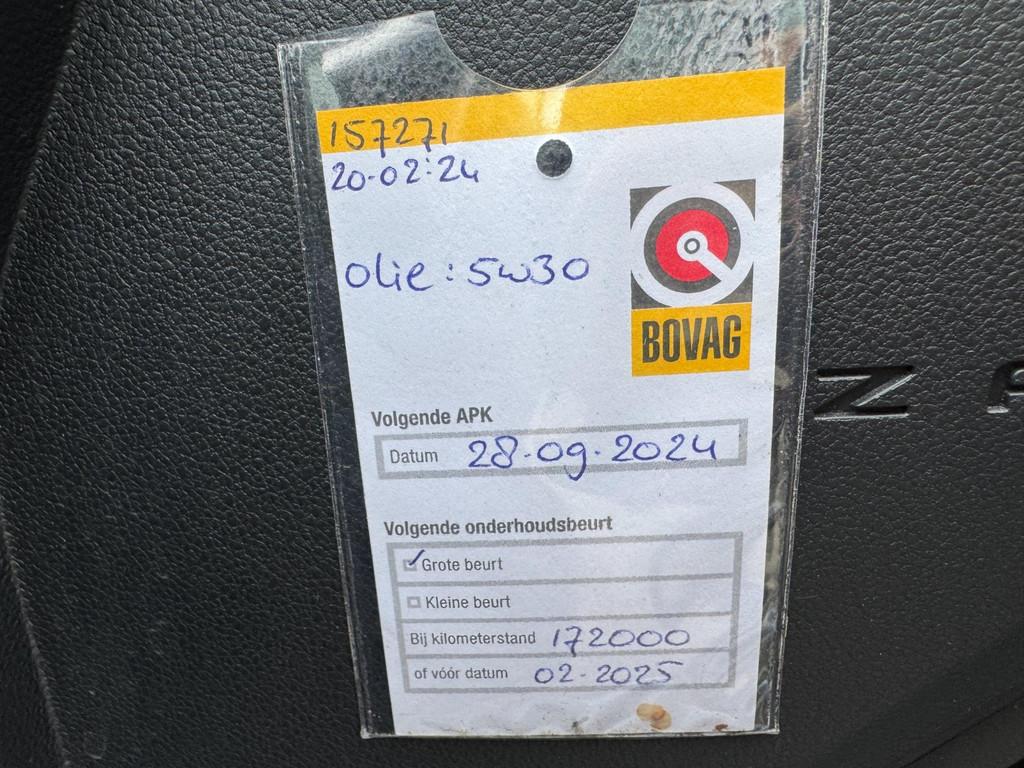 157271
20-02-24
olie: 5w30
BOVAG
Volgende APK
Datum 28-09-2024
Volgende onderhoudsbeurt
Grote beurt
Kleine beurt
Bij kilometerstand 172000
of vóór datum 02-2025
Z